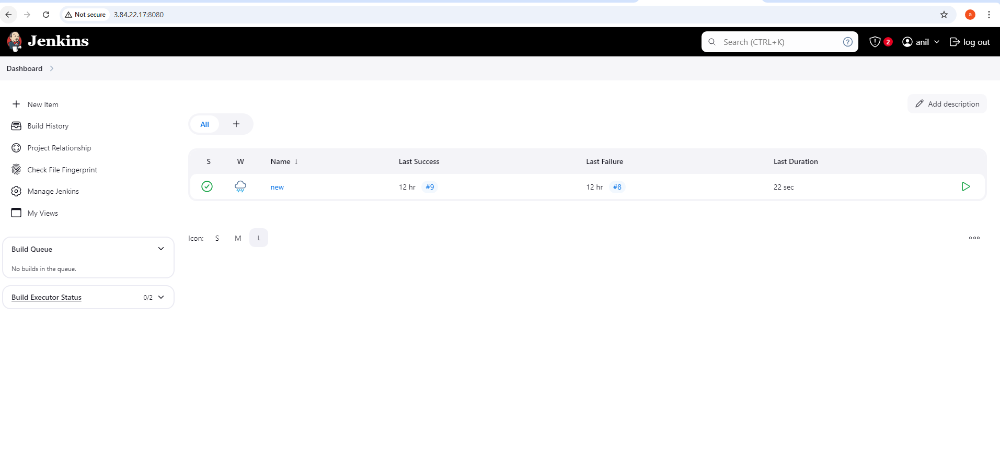 Not secure 3.84.22.17:8080 a
Jenkins Search (CTRL+K) ? 2 anil log out
Dashboard
New Item
Build History
Project Relationship
Check File Fingerprint
Manage Jenkins
My Views
Build Queue
No builds in the queue.
Build Executor Status 0/2
Add description
All +
S W Name ↓ Last Success Last Failure Last Duration
new 12 hr #9 12 hr #8 22 sec
Icon: S M L